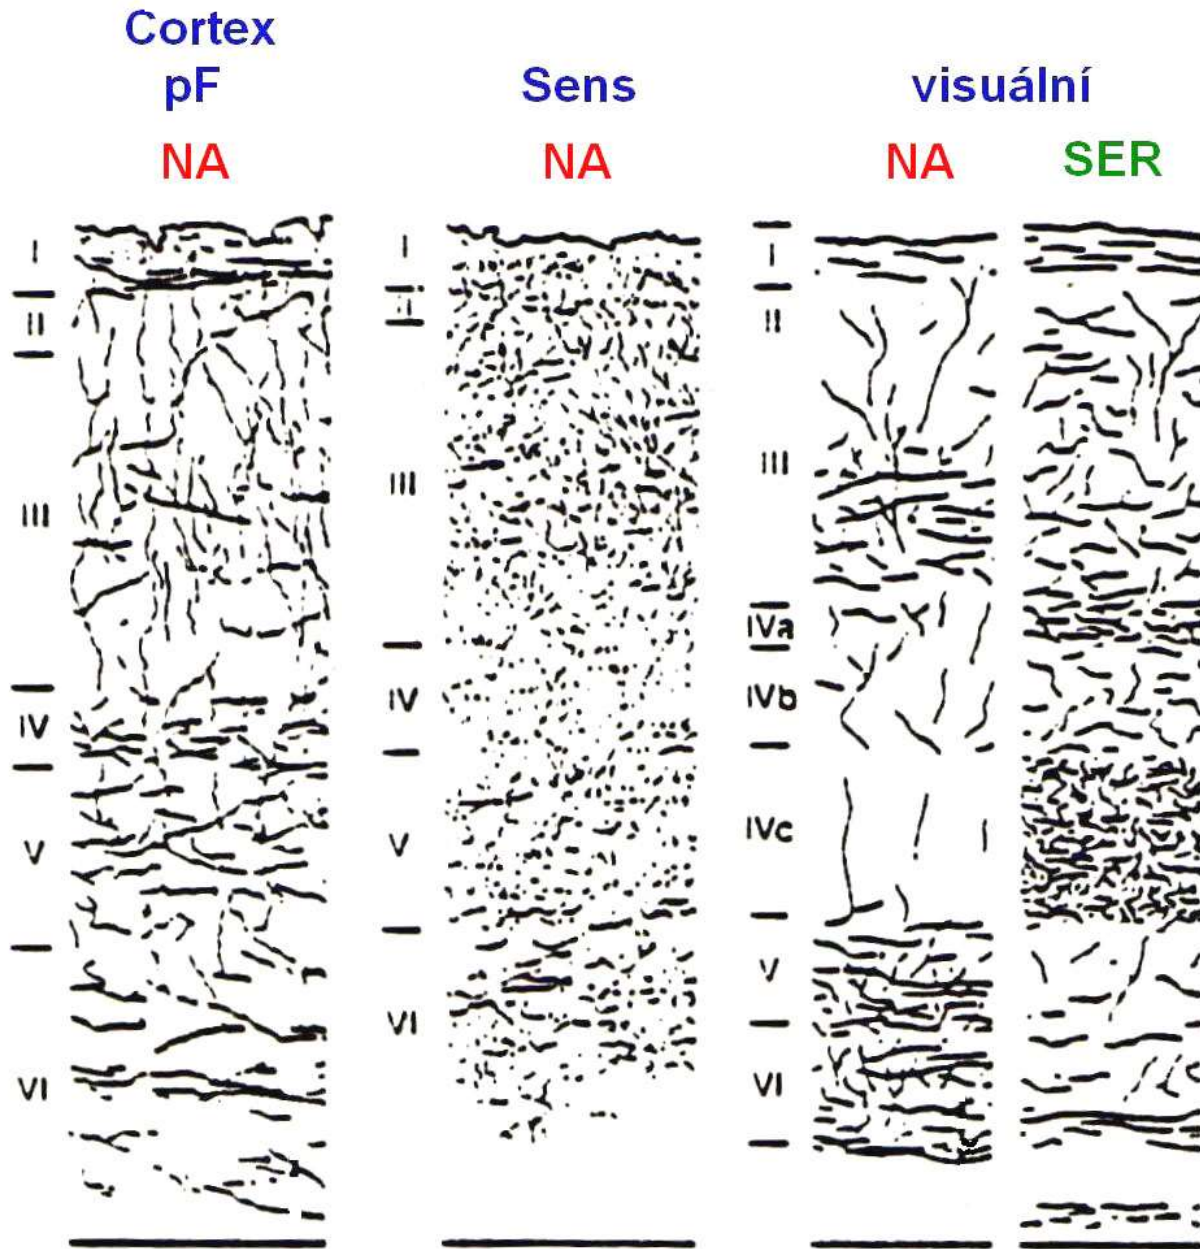 Cortex
pF Sens visuální
NA NA NA SER
I
II
III
IV
V
VI
I
II
III
IV
V
VI
I
II
III
IVa
IVb
IVc
V
VI